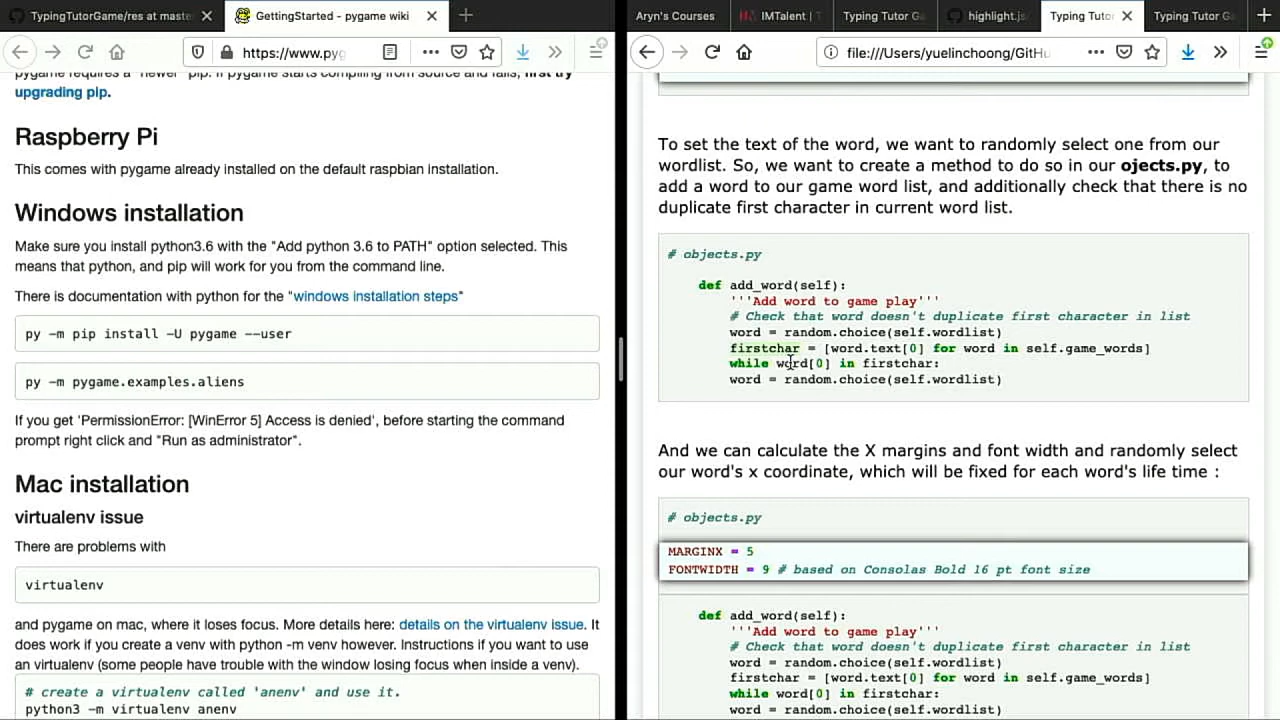 TypingTutorGame/res at master
GettingStarted - pygame wiki
https://www.pyg
pygame requires a "newer" pip. If pygame starts compiling from source and fails, first try
upgrading pip.
Raspberry Pi
This comes with pygame already installed on the default raspbian installation.
Windows installation
Make sure you install python3.6 with the "Add python 3.6 to PATH" option selected. This
means that python, and pip will work for you from the command line.
There is documentation with python for the "windows installation steps"
py -m pip install -U pygame --user
py -m pygame.examples.aliens
If you get 'PermissionError: [WinError 5] Access is denied', before starting the command
prompt right click and "Run as administrator".
Mac installation
virtualenv issue
There are problems with
virtualenv
and pygame on mac, where it loses focus. More details here: details on the virtualenv issue. It
does work if you create a venv with python -m venv however. Instructions if you want to use
an virtualenv (some people have trouble with the window losing focus when inside a venv).
# create a virtualenv called 'anenv' and use it.
python3 -m virtualenv anenv
Aryn's Courses
IMTalent | T
Typing Tutor Ga
highlight.js/
Typing Tutor
Typing Tutor Ga
file:///Users/yuelinchoong/GitHu
To set the text of the word, we want to randomly select one from our
wordlist. So, we want to create a method to do so in our ojects.py, to
add a word to our game word list, and additionally check that there is no
duplicate first character in current word list.
# objects.py
def add_word(self):
'''Add word to game play'''
# Check that word doesn't duplicate first character in list
word = random.choice(self.wordlist)
firstchar = [word.text[0] for word in self.game_words]
while word[0] in firstchar:
word = random.choice(self.wordlist)
And we can calculate the X margins and font width and randomly select
our word's x coordinate, which will be fixed for each word's life time :
# objects.py
MARGINX = 5
FONTWIDTH = 9 # based on Consolas Bold 16 pt font size
def add_word(self):
'''Add word to game play'''
# Check that word doesn't duplicate first character in list
word = random.choice(self.wordlist)
firstchar = [word.text[0] for word in self.game_words]
while word[0] in firstchar:
word = random.choice(self.wordlist)